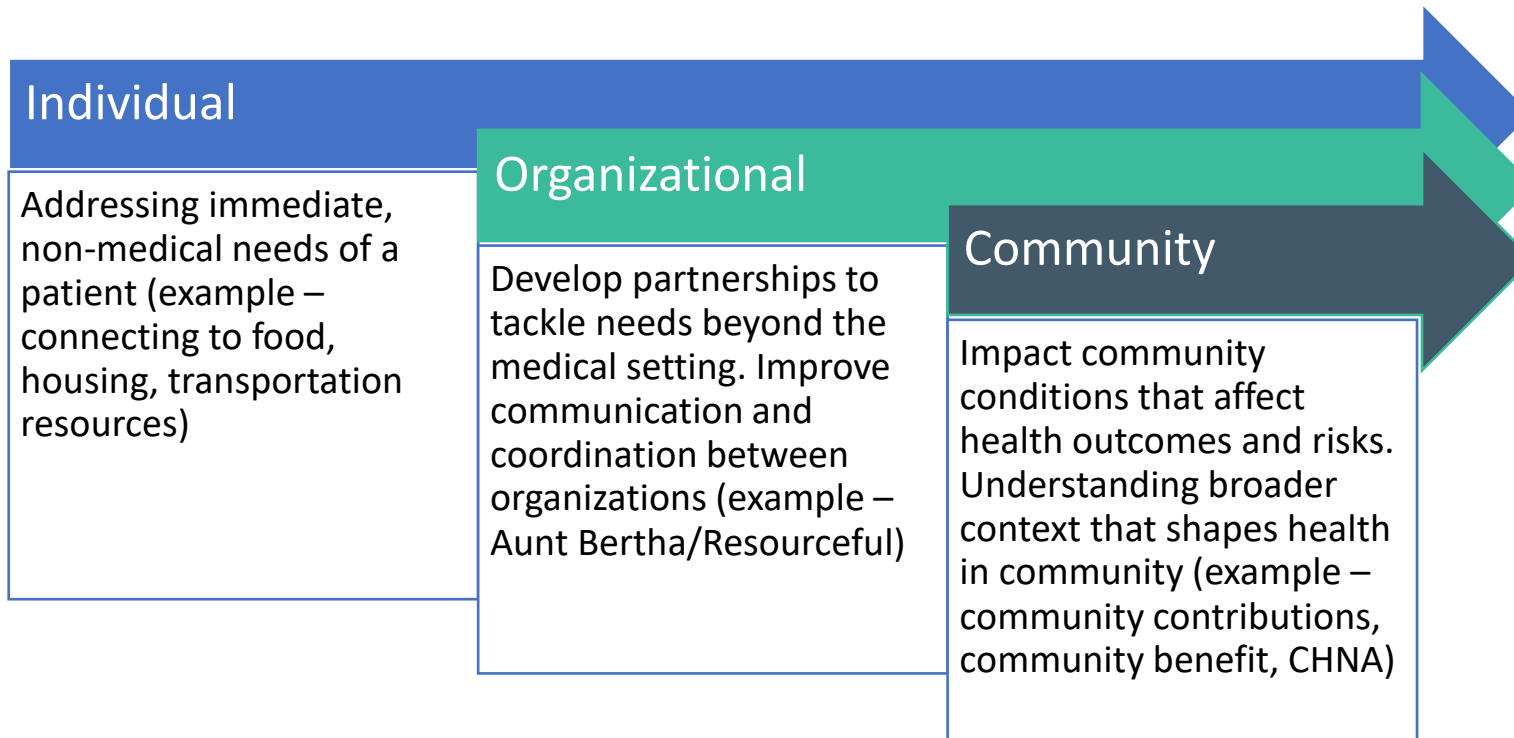 Individual
Addressing immediate,
non-medical needs of a
patient (example –
connecting to food,
housing, transportation
resources)
Organizational
Develop partnerships to
tackle needs beyond the
medical setting. Improve
communication and
coordination between
organizations (example –
Aunt Bertha/Resourceful)
Community
Impact community
conditions that affect
health outcomes and risks.
Understanding broader
context that shapes health
in community (example –
community contributions,
community benefit, CHNA)